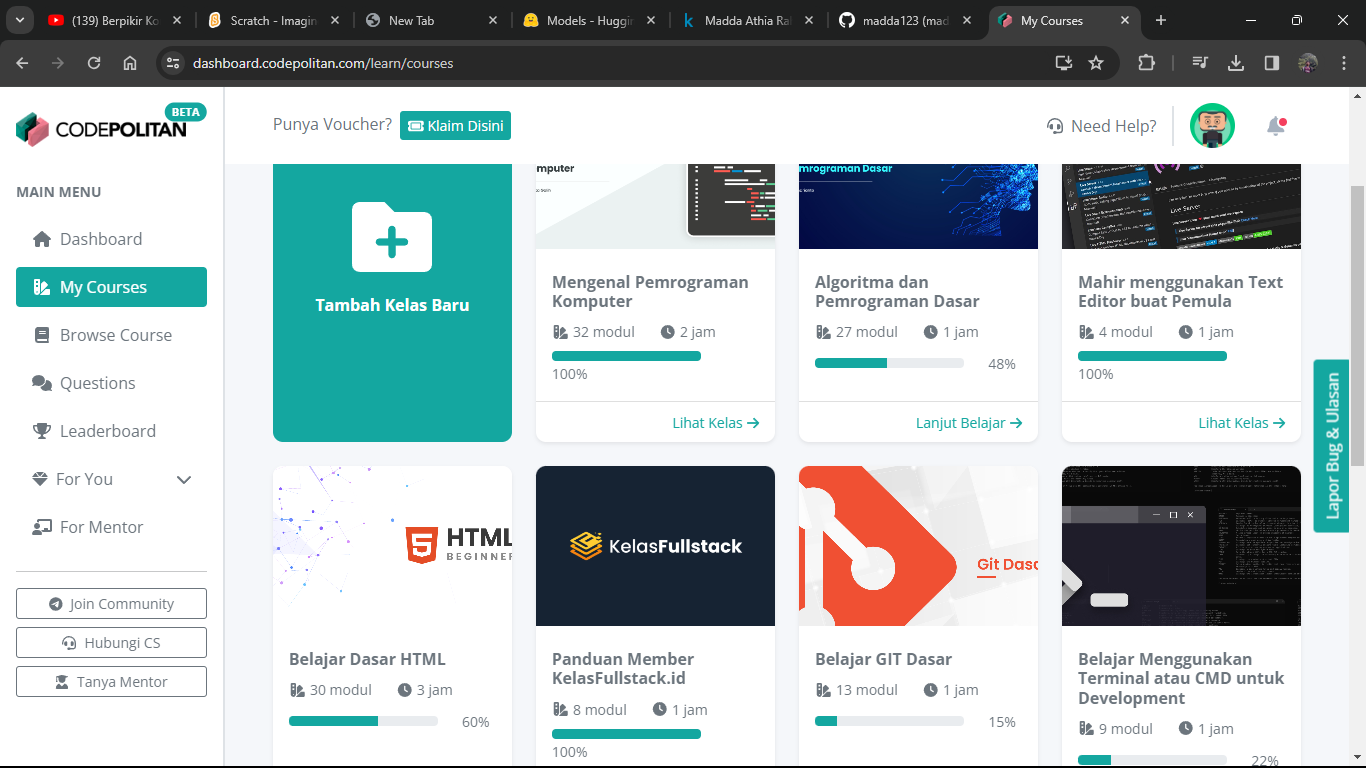 (139) Berpikir Ko
Scratch - Imagin
New Tab
Models - Huggin
Madda Athia Ra
madda123 (mad
My Courses
dashboard.codepolitan.com/learn/courses
CODEPOLITAN
BETA
Punya Voucher?
Klaim Disini
Need Help?
MAIN MENU
Dashboard
My Courses
Browse Course
Questions
Leaderboard
For You
For Mentor
Join Community
Hubungi CS
Tanya Mentor
Tambah Kelas Baru
mputer
Mengenal Pemrograman
Komputer
32 modul
2 jam
100%
Lihat Kelas
mrograman Dasar
Algoritma dan
Pemrograman Dasar
27 modul
1 jam
48%
Lanjut Belajar
Live Server
Mahir menggunakan Text
Editor buat Pemula
4 modul
1 jam
100%
Lihat Kelas
HTML
BEGINNER
Belajar Dasar HTML
30 modul
3 jam
60%
KelasFullstack
Panduan Member
KelasFullstack.id
8 modul
1 jam
100%
Git Dasa
Belajar GIT Dasar
13 modul
1 jam
15%
Belajar Menggunakan
Terminal atau CMD untuk
Development
9 modul
1 jam
22%
Lapor Bug & Ulasan